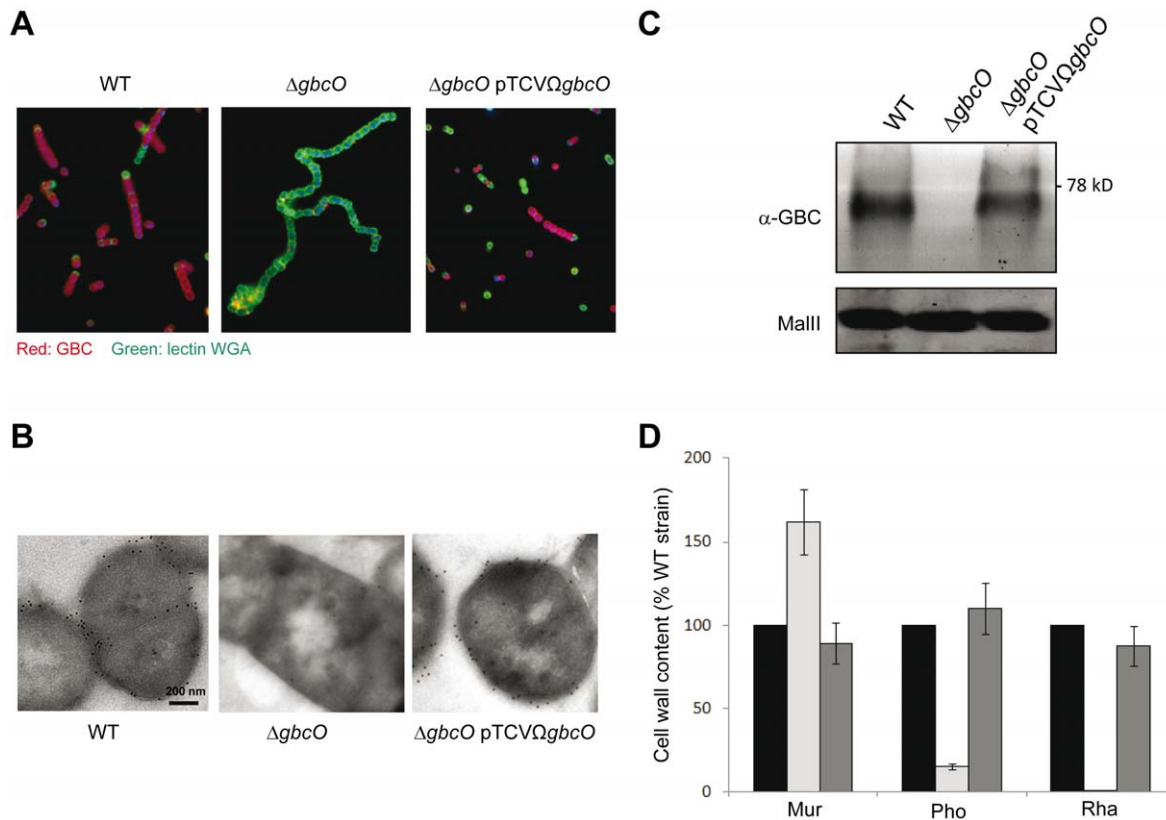 A
WT
ΔgbcO
ΔgbcO pTCVΩgbcO
Red: GBC Green: lectin WGA
B
200 nm
WT
ΔgbcO
ΔgbcO pTCVΩgbcO
C
WT
ΔgbcO
ΔgbcO
pTCVΩgbcO
α-GBC
78 kD
MalII
D
Cell wall content (% WT strain)
200
150
100
50
0
Mur
Pho
Rha